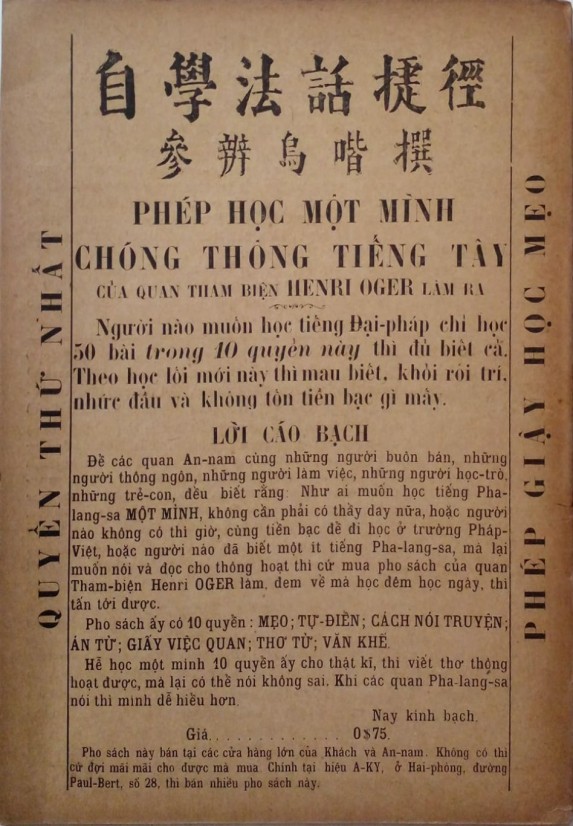 自學法話捷徑
參辨烏喈撰
PHÉP HỌC MỘT MÌNH
CHÓNG THÔNG TIẾNG TÂY
CỦA QUAN THAM BIỆN HENRI OGER LÀM RA
Người nào muốn học tiếng Đại-pháp chỉ học
50 bài trong 10 quyển này thì đủ biết cả.
Theo học lối mới này thì mau biết, khỏi rối trí,
nhức đầu và không tốn tiền bạc gì mấy.
LỜI CÁO BẠCH
Để các quan An-nam cùng những người buôn bán, những
người thông ngôn, những người làm việc, những người học-trò,
những trẻ-con, đều biết rằng: Như ai muốn học tiếng Pha-
lang-sa MỘT MÌNH, không cần phải có thầy dạy nữa, hoặc người
nào không có thì giờ, cùng tiền bạc để đi học ở trường Pháp-
Việt, hoặc người nào đã biết một ít tiếng Pha-lang-sa, mà lại
muốn nói và đọc cho thông hoạt thì cứ mua pho sách của quan
Tham-biện Henri OGER làm, đem về mà học đêm học ngày, thì
tấn tới được.
Pho sách ấy có 10 quyển : MẸO; TỰ-ĐIỂN; CÁCH NÓI TRUYỆN;
ÁN TỪ; GIẤY VIỆC QUAN; THƠ TỪ; VĂN KHẾ.
Hễ học một mình 10 quyển ấy cho thật kĩ, thì viết thơ thông
hoạt được, mà lại có thể nói không sai. Khi các quan Pha-lang-sa
nói thì mình dễ hiểu hơn.
Nay kính bạch.
Giá. . . . . . . . . . . . . 0$75.
Pho sách này bán tại các cửa hàng lớn của Khách và An-nam. Không có thì
cứ đợi mãi mãi cho được mà mua. Chính tại hiệu A-KY, ở Hai-phòng, đường
Paul-Bert, số 28, thì bán nhiều pho sách này.
QUYỂN THỨ NHẤT
PHÉP GIẬY HỌC MẸO